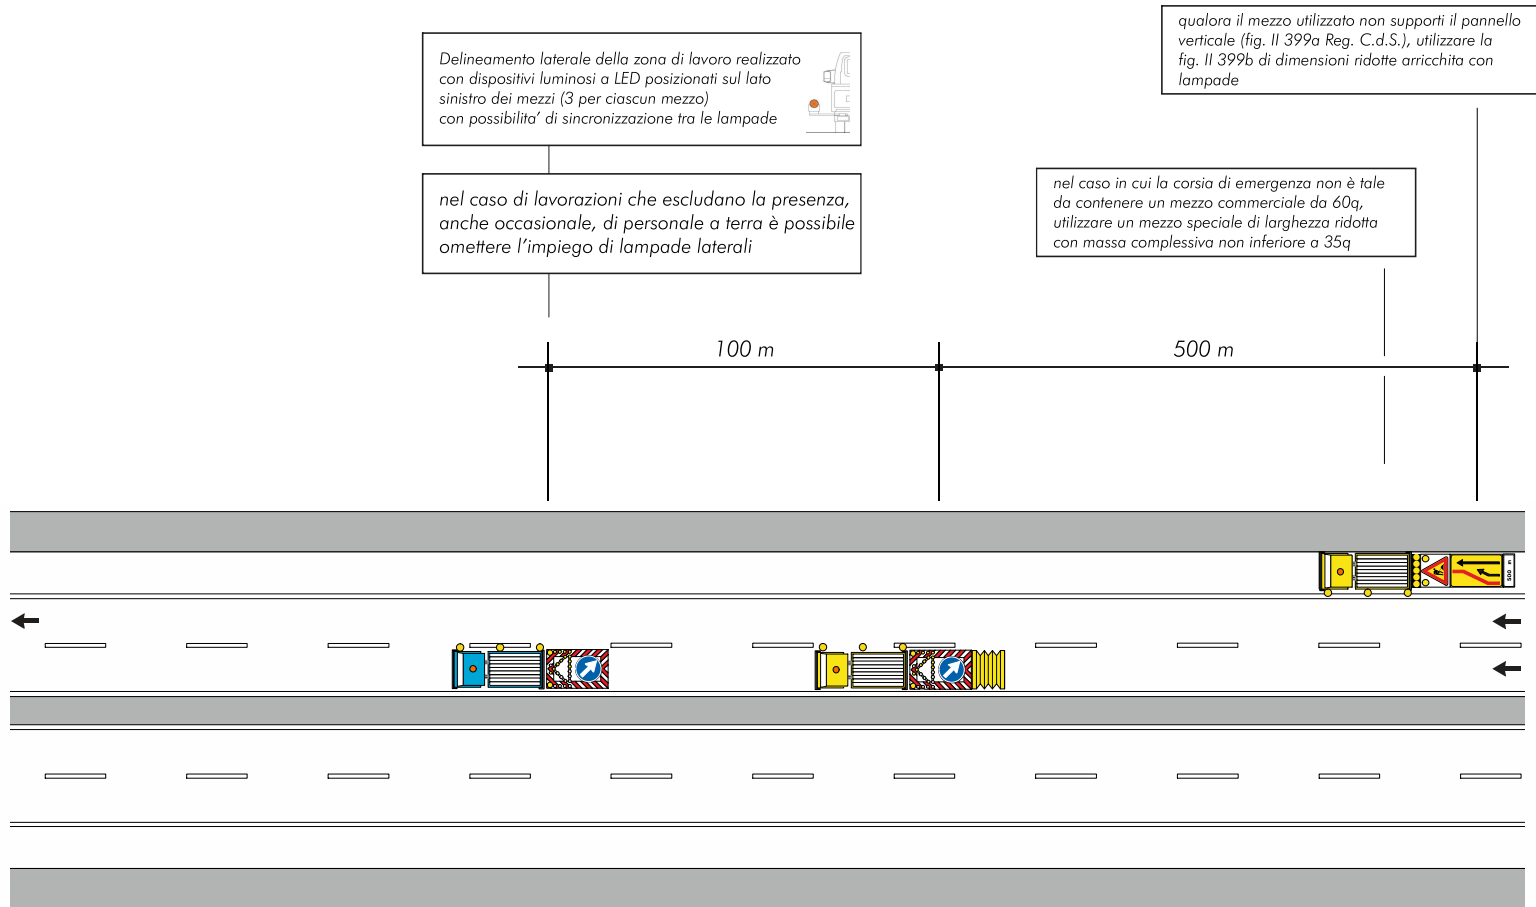 qualora il mezzo utilizzato non supporti il pannello
verticale (fig. II 399a Reg. C.d.S.), utilizzare la
fig. II 399b di dimensioni ridotte arricchita con
lampade
Delineamento laterale della zona di lavoro realizzato
con dispositivi luminosi a LED posizionati sul lato
sinistro dei mezzi (3 per ciascun mezzo)
con possibilita' di sincronizzazione tra le lampade
nel caso di lavorazioni che escludano la presenza,
anche occasionale, di personale a terra è possibile
omettere l'impiego di lampade laterali
nel caso in cui la corsia di emergenza non è tale
da contenere un mezzo commerciale da 60q,
utilizzare un mezzo speciale di larghezza ridotta
con massa complessiva non inferiore a 35q
100 m
500 m
500 m